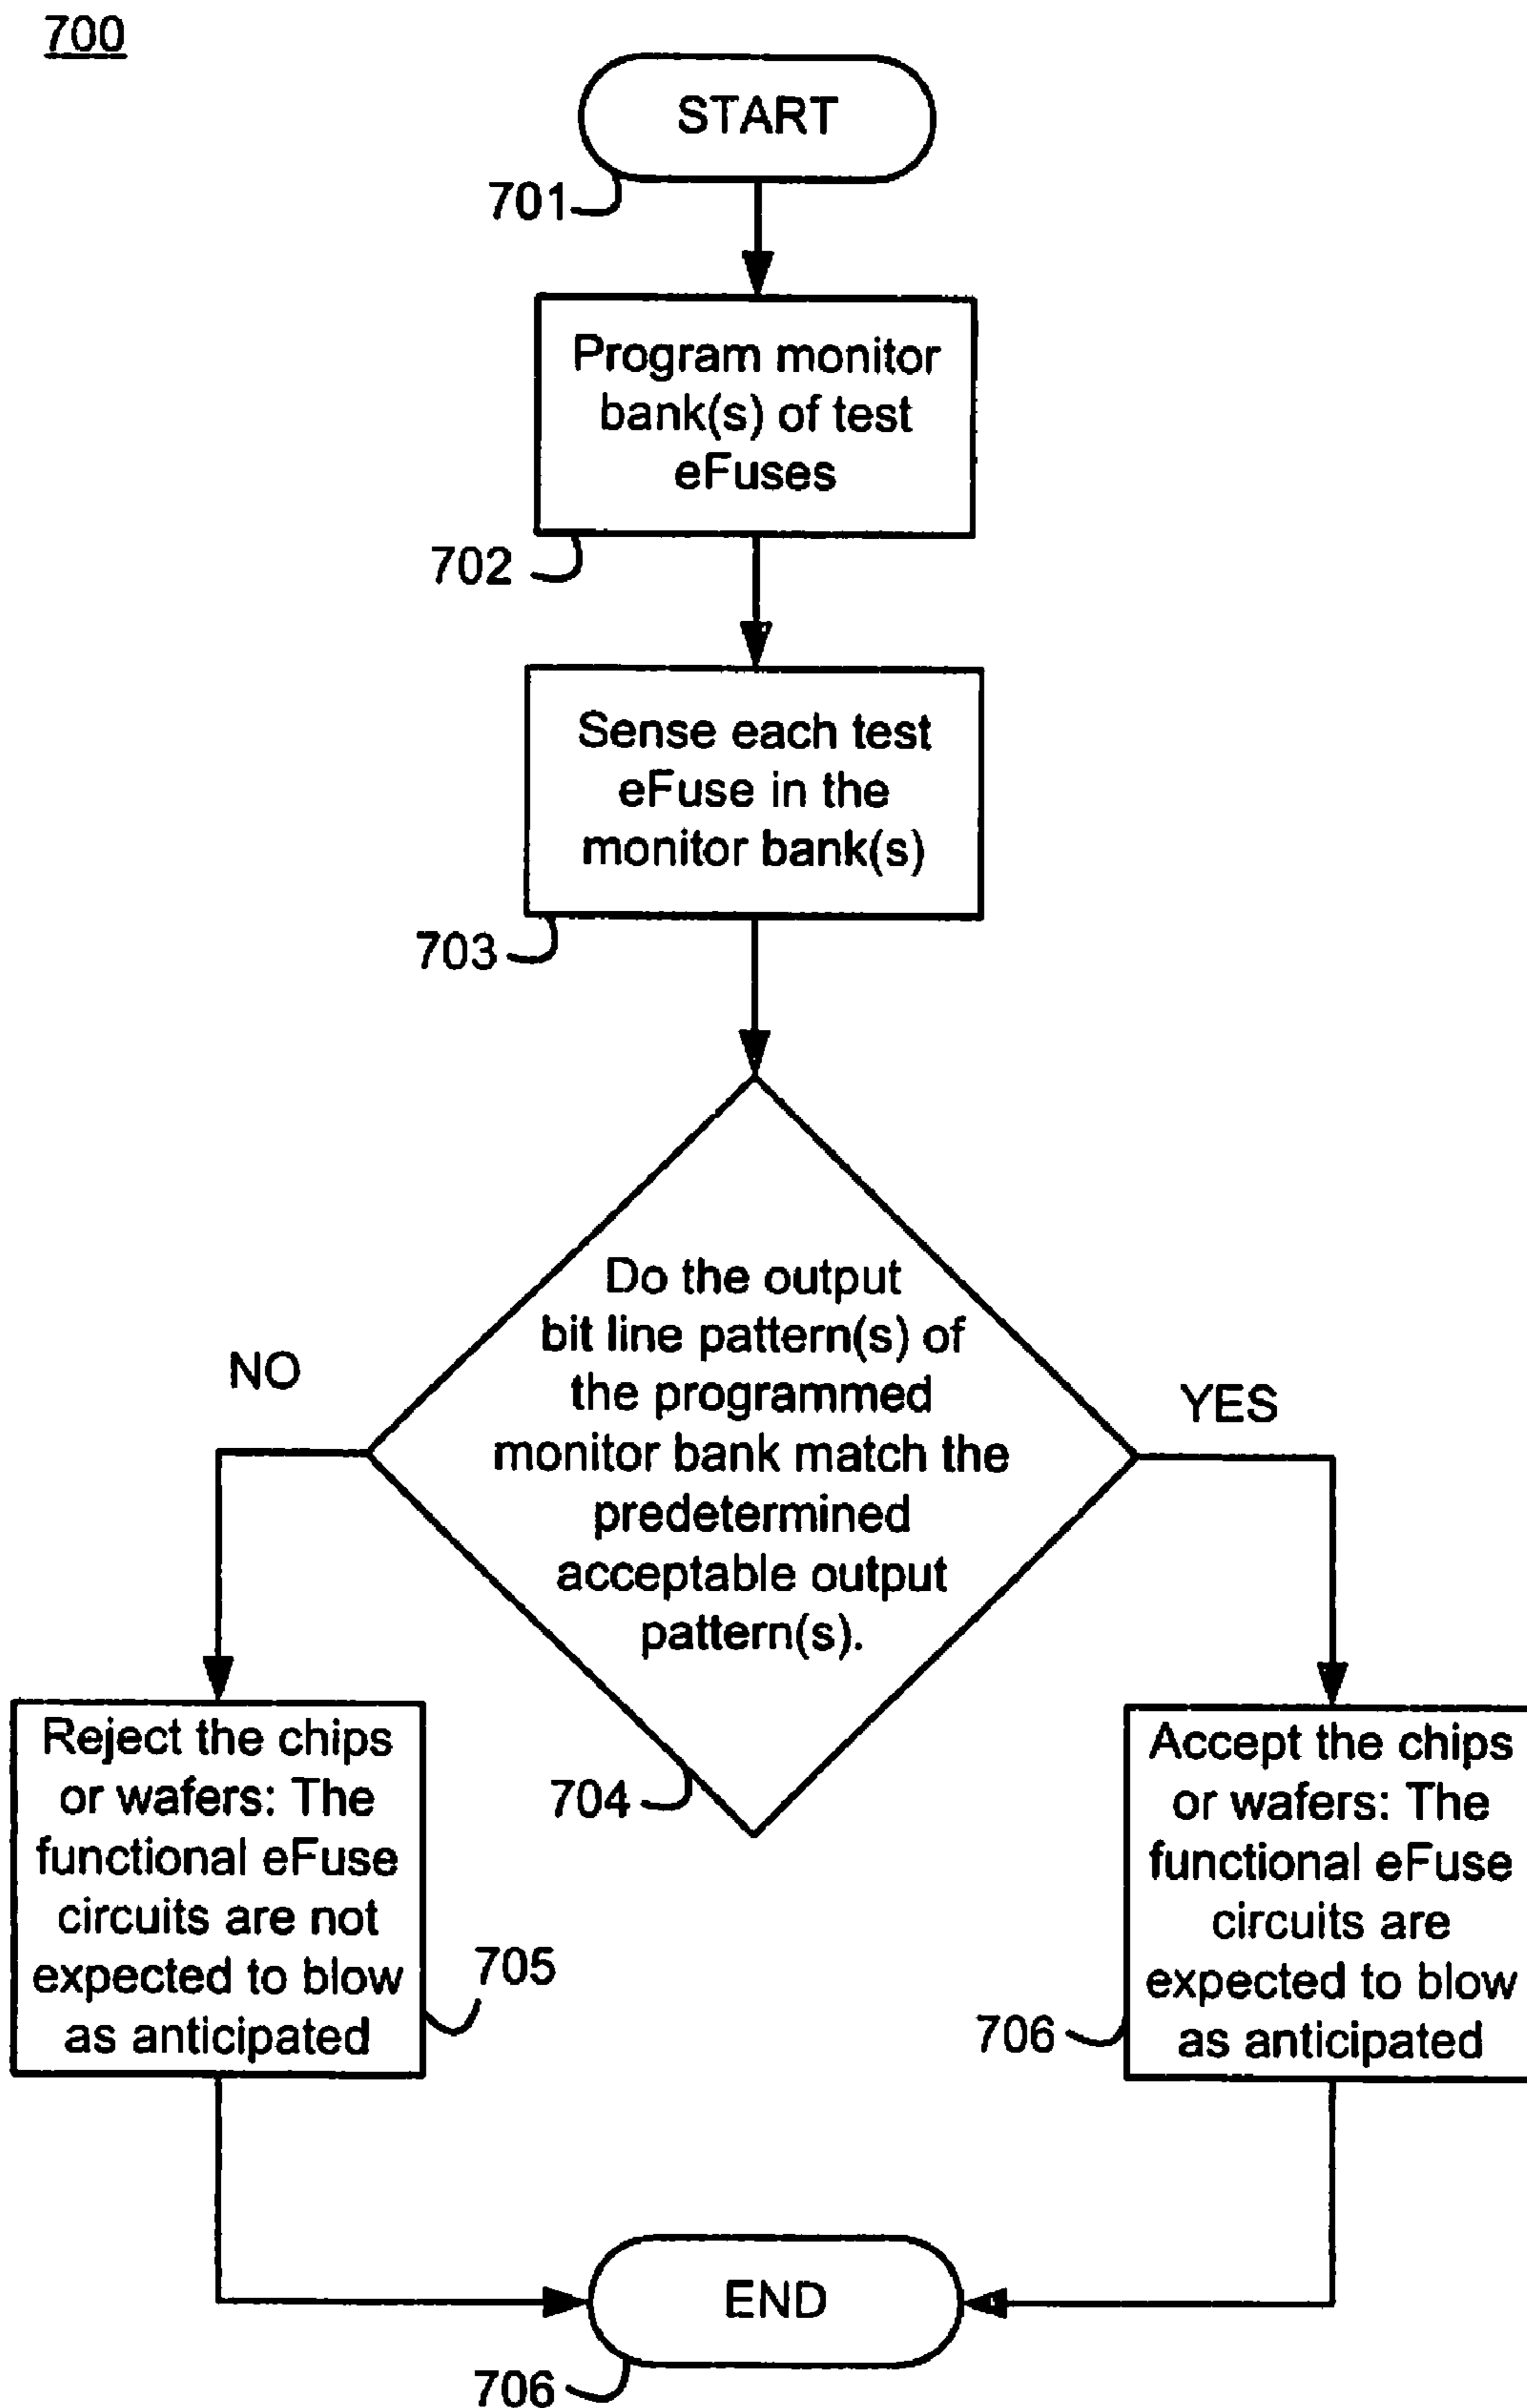 700
START
701
Program monitor
bank(s) of test
eFuses
702
Sense each test
eFuse in the
monitor bank(s)
703
Do the output
bit line pattern(s) of
the programmed
monitor bank match the
predetermined
acceptable output
pattern(s).
704
NO
YES
Reject the chips
or wafers: The
functional eFuse
circuits are not
expected to blow
as anticipated
705
Accept the chips
or wafers: The
functional eFuse
circuits are
expected to blow
as anticipated
706
END
706